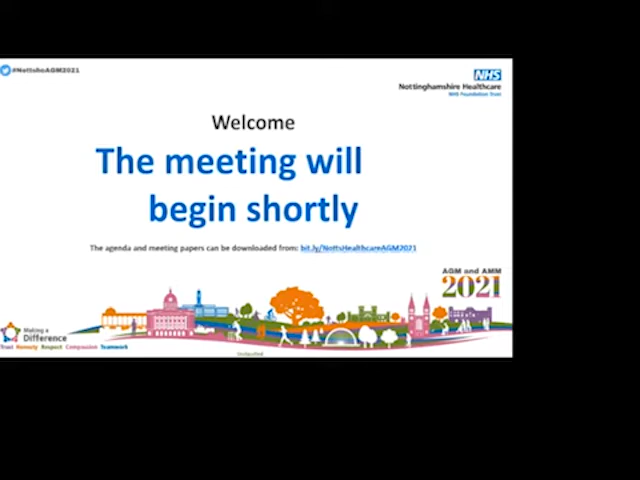 #NottshcAGM2021
NHS
Nottinghamshire Healthcare
NHS Foundation Trust
Welcome
The meeting will
begin shortly
The agenda and meeting papers can be downloaded from: bit.ly/NottsHealthcareAGM2021
AGM and AMM
2021
Making a
Difference
Trust Honesty Respect Compassion Teamwork
Unclassified